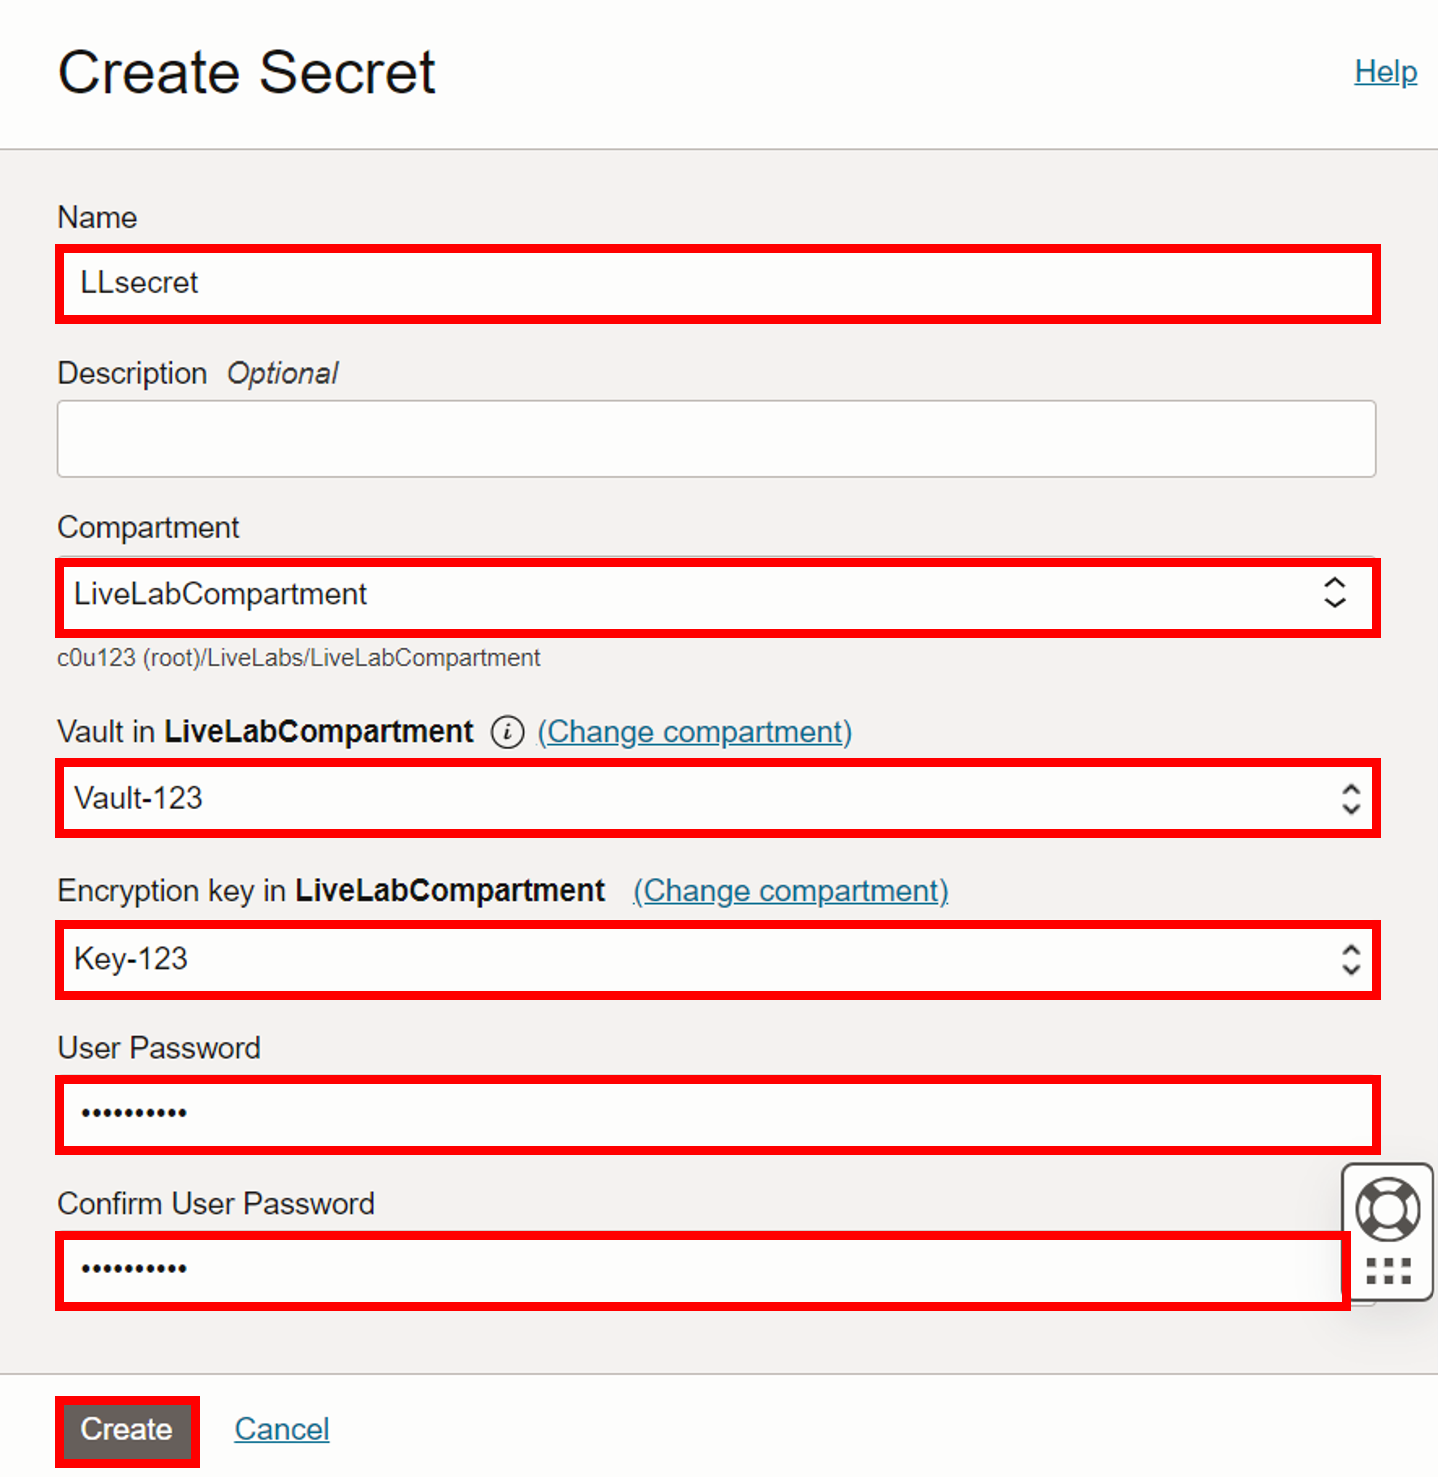 Create Secret
Help
Name
LLsecret
Description Optional
Compartment
LiveLabCompartment
c0u123 (root)/LiveLabs/LiveLabCompartment
Vault in LiveLabCompartment i (Change compartment)
Vault-123
Encryption key in LiveLabCompartment (Change compartment)
Key-123
User Password
••••••••••
Confirm User Password
••••••••••
Create Cancel